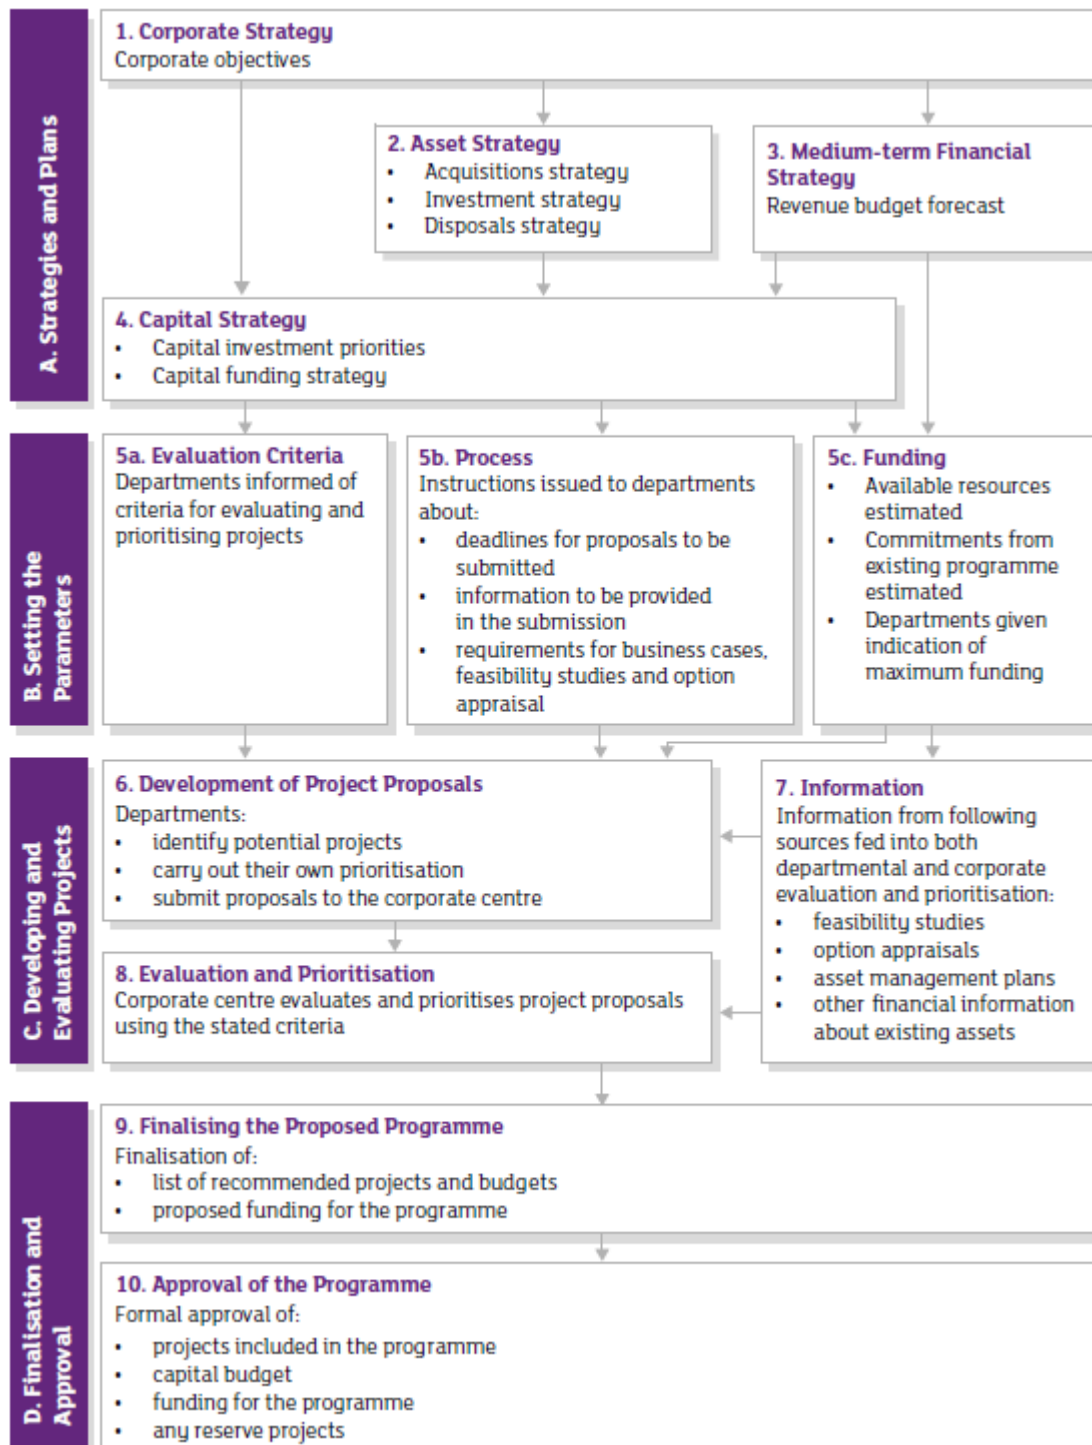 A. Strategies and Plans
1. Corporate Strategy
Corporate objectives
2. Asset Strategy
• Acquisitions strategy
• Investment strategy
• Disposals strategy
3. Medium-term Financial
Strategy
Revenue budget forecast
4. Capital Strategy
• Capital investment priorities
• Capital funding strategy
B. Setting the
Parameters
5a. Evaluation Criteria
Departments informed of
criteria for evaluating and
prioritising projects
5b. Process
Instructions issued to departments
about:
• deadlines for proposals to be
submitted
• information to be provided
in the submission
• requirements for business cases,
feasibility studies and option
appraisal
5c. Funding
• Available resources
estimated
• Commitments from
existing programme
estimated
• Departments given
indication of
maximum funding
C. Developing and
Evaluating Projects
6. Development of Project Proposals
Departments:
• identify potential projects
• carry out their own prioritisation
• submit proposals to the corporate centre
7. Information
Information from following
sources fed into both
departmental and corporate
evaluation and prioritisation:
• feasibility studies
• option appraisals
• asset management plans
• other financial information
about existing assets
8. Evaluation and Prioritisation
Corporate centre evaluates and prioritises project proposals
using the stated criteria
D. Finalisation and
Approval
9. Finalising the Proposed Programme
Finalisation of:
• list of recommended projects and budgets
• proposed funding for the programme
10. Approval of the Programme
Formal approval of:
• projects included in the programme
• capital budget
• funding for the programme
• any reserve projects